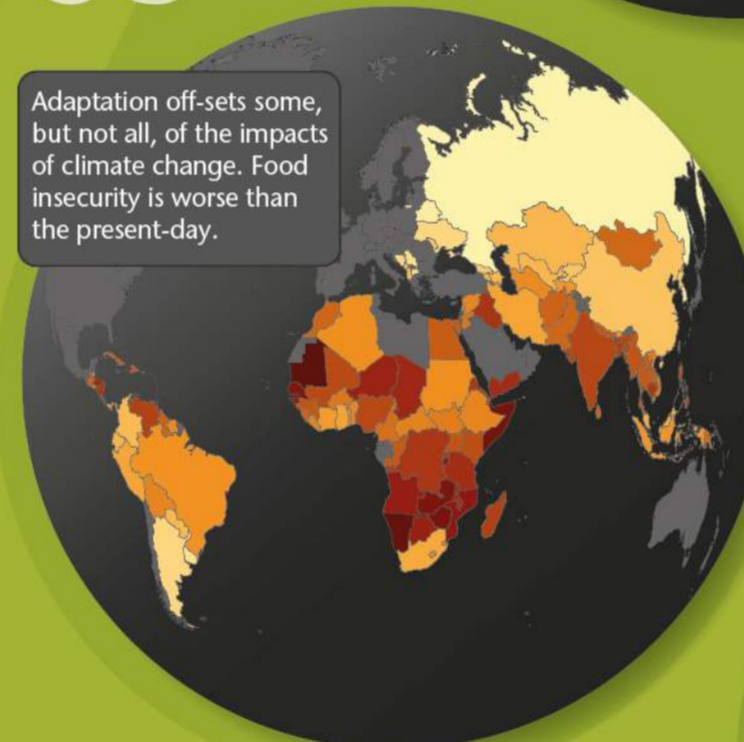 Adaptation off-sets some,
but not all, of the impacts
of climate change. Food
insecurity is worse than
the present-day.